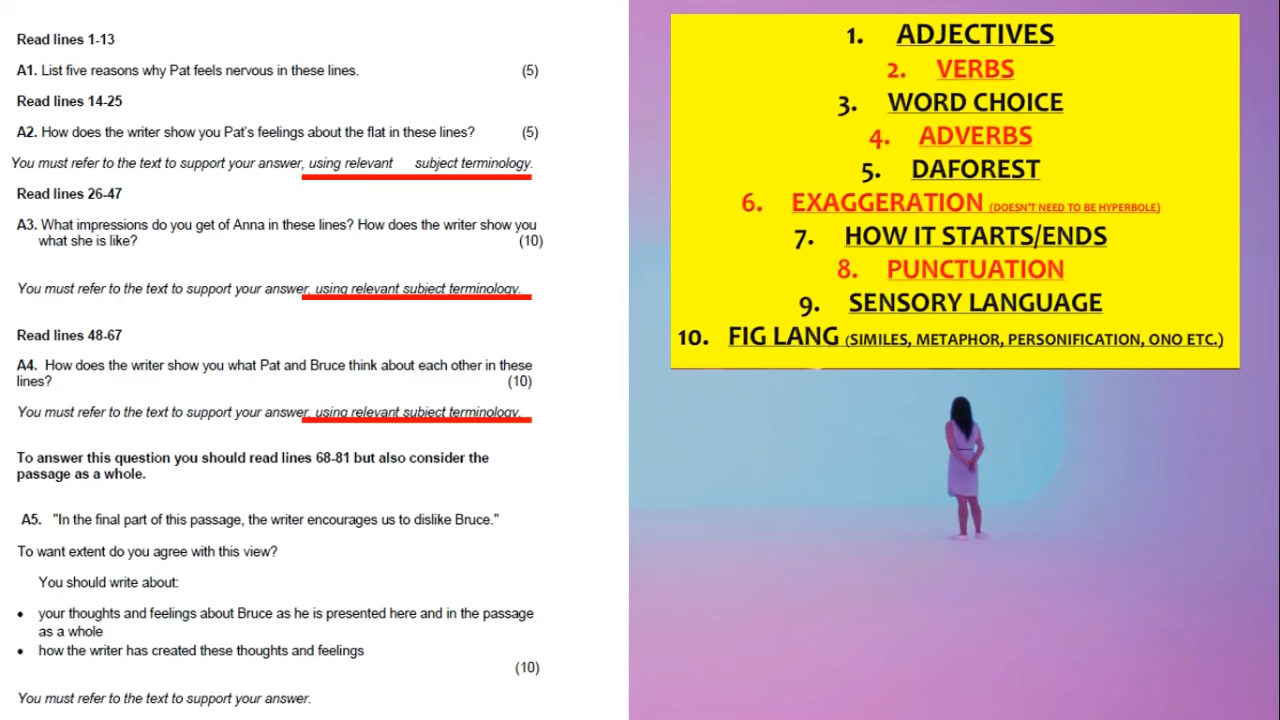 Read lines 1-13
A1. List five reasons why Pat feels nervous in these lines. (5)
Read lines 14-25
A2. How does the writer show you Pat's feelings about the flat in these lines? (5)
You must refer to the text to support your answer, using relevant subject terminology.
Read lines 26-47
A3. What impressions do you get of Anna in these lines? How does the writer show you
what she is like? (10)
You must refer to the text to support your answer, using relevant subject terminology.
Read lines 48-67
A4. How does the writer show you what Pat and Bruce think about each other in these
lines? (10)
You must refer to the text to support your answer, using relevant subject terminology.
To answer this question you should read lines 68-81 but also consider the
passage as a whole.
A5. "In the final part of this passage, the writer encourages us to dislike Bruce."
To want extent do you agree with this view?
You should write about:
• your thoughts and feelings about Bruce as he is presented here and in the passage
as a whole
• how the writer has created these thoughts and feelings
(10)
You must refer to the text to support your answer.
1. ADJECTIVES
2. VERBS
3. WORD CHOICE
4. ADVERBS
5. DAFOREST
6. EXAGGERATION (DOESN'T NEED TO BE HYPERBOLE)
7. HOW IT STARTS/ENDS
8. PUNCTUATION
9. SENSORY LANGUAGE
10. FIG LANG (SIMILES, METAPHOR, PERSONIFICATION, ONO ETC.)